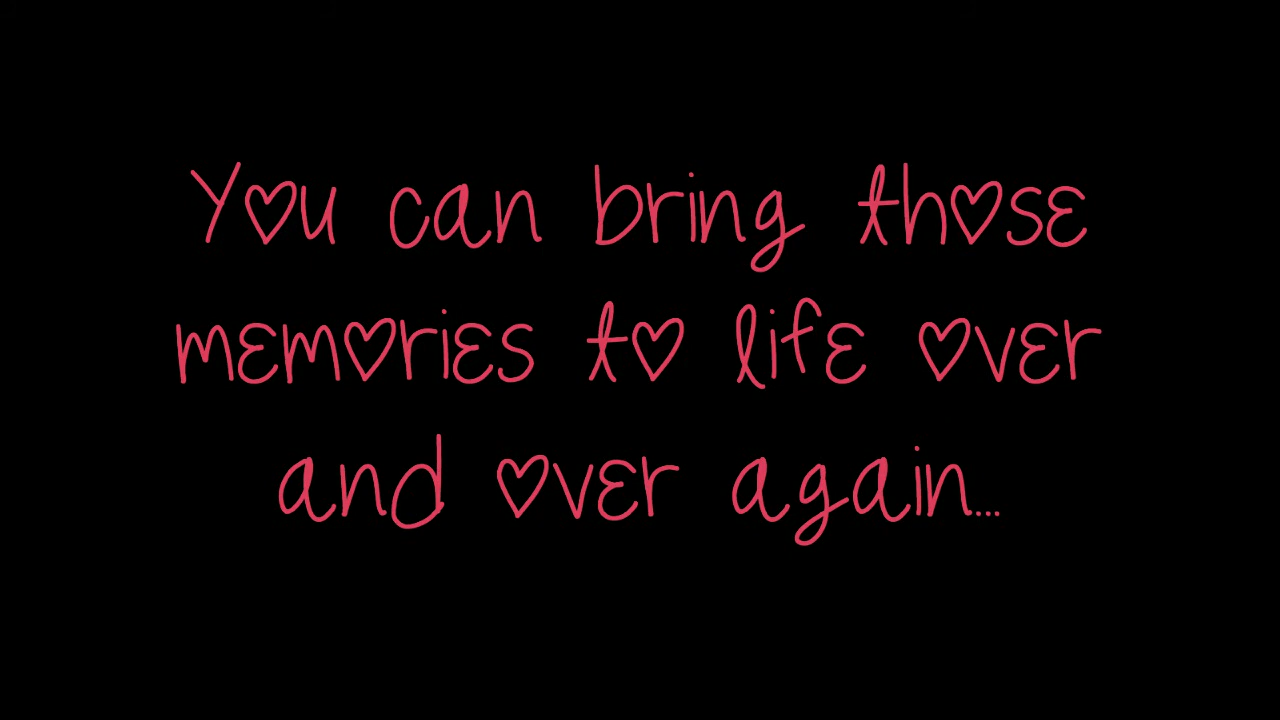 You can bring those
memories to life over
and over again...